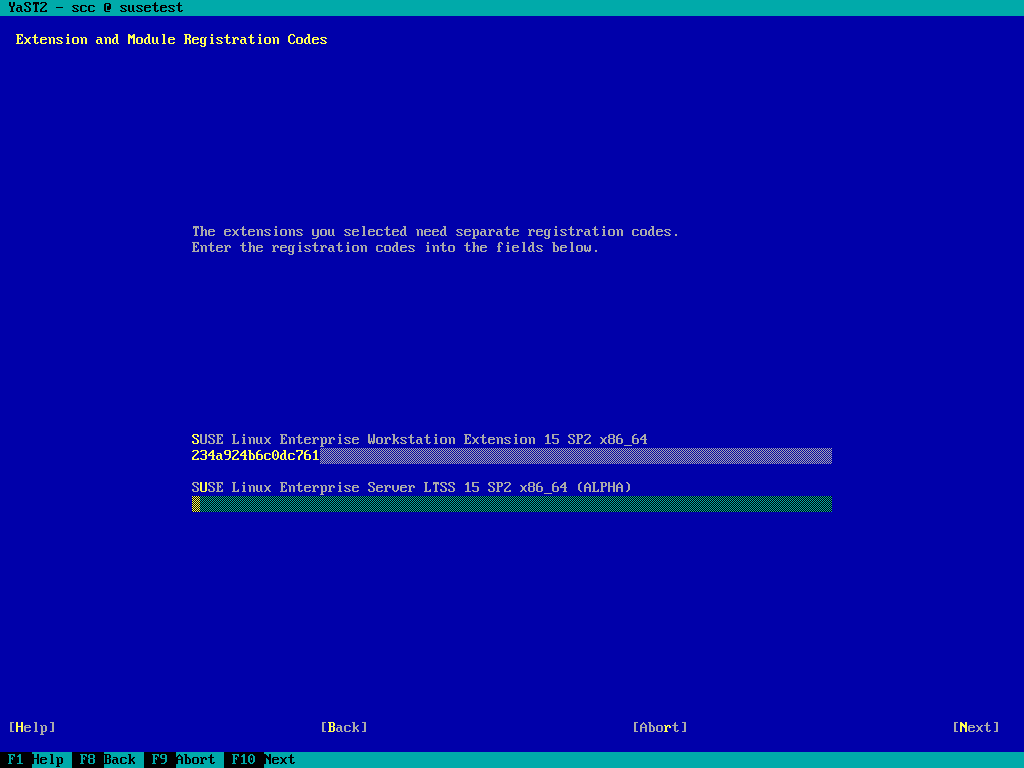 YaST2 - scc @ susetest
Extension and Module Registration Codes
The extensions you selected need separate registration codes.
Enter the registration codes into the fields below.
SUSE Linux Enterprise Workstation Extension 15 SP2 x86_64
234a924b6c0dc761
SUSE Linux Enterprise Server LTSS 15 SP2 x86_64 (ALPHA)
[Help] [Back] [Abort] [Next]
F1 Help F8 Back F9 Abort F10 Next